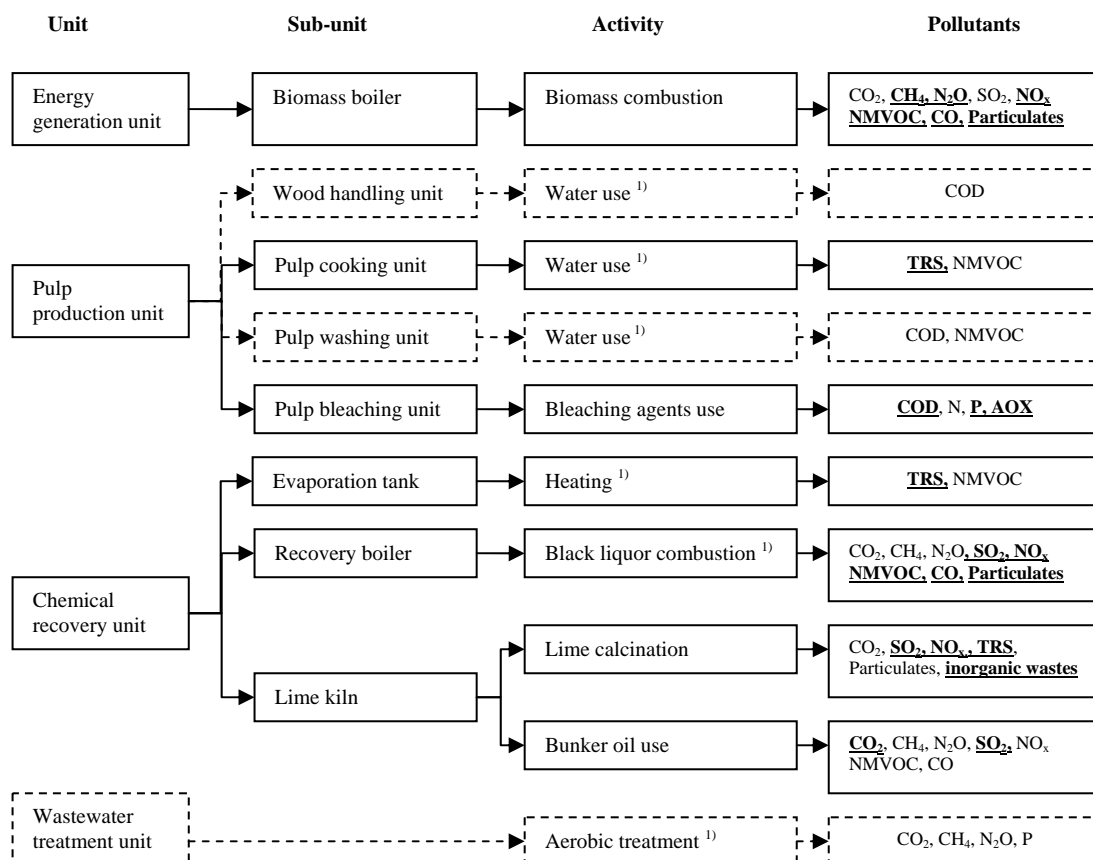 Unit Sub-unit Activity Pollutants
Energy
generation unit
Biomass boiler
Biomass combustion
CO₂, CH₄, N₂O, SO₂, NOₓ
NMVOC, CO, Particulates
Wood handling unit
Water use ¹⁾
COD
Pulp
production unit
Pulp cooking unit
Water use ¹⁾
TRS, NMVOC
Pulp washing unit
Water use ¹⁾
COD, NMVOC
Pulp bleaching unit
Bleaching agents use
COD, N, P, AOX
Chemical
recovery unit
Evaporation tank
Heating ¹⁾
TRS, NMVOC
Recovery boiler
Black liquor combustion ¹⁾
CO₂, CH₄, N₂O, SO₂, NOₓ
NMVOC, CO, Particulates
Lime kiln
Lime calcination
CO₂, SO₂, NOₓ, TRS,
Particulates, inorganic wastes
Bunker oil use
CO₂, CH₄, N₂O, SO₂, NOₓ
NMVOC, CO
Wastewater
treatment unit
Aerobic treatment ¹⁾
CO₂, CH₄, N₂O, P